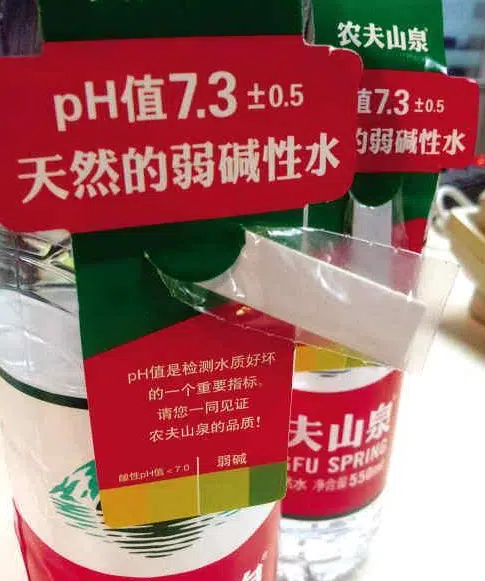 农夫山泉
pH值7.3±0.5
天然的弱碱性水
值7.3±0.5
的弱碱性水
pH值是检测水质好坏
的一个重要指标。
请您一同见证
农夫山泉的品质!
酸性pH值<7.0
弱碱
夫山泉
GFU SPRING
然水 净含量550ml
泉